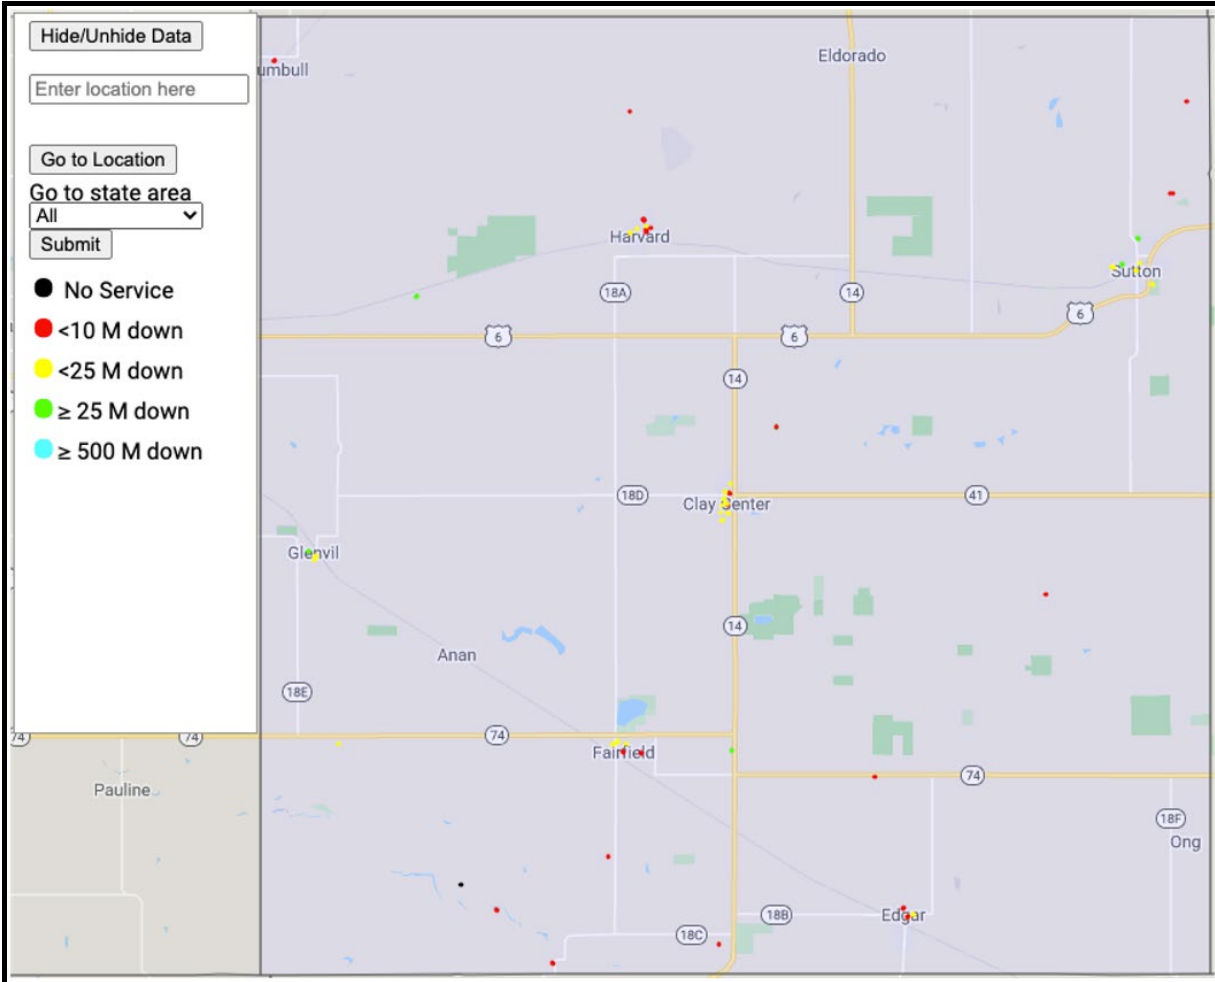 Hide/Unhide Data
Enter location here
Go to Location
Go to state area
All
Submit
No Service
<10 M down
<25 M down
≥ 25 M down
≥ 500 M down
umbull
Eldorado
Harvard
Sutton
18A
14
6
6
6
14
18D
Clay Center
41
Glenvil
14
Anan
18E
74
74
74
Fairfield
74
Pauline
18F
Ong
18B
Edgar
18C